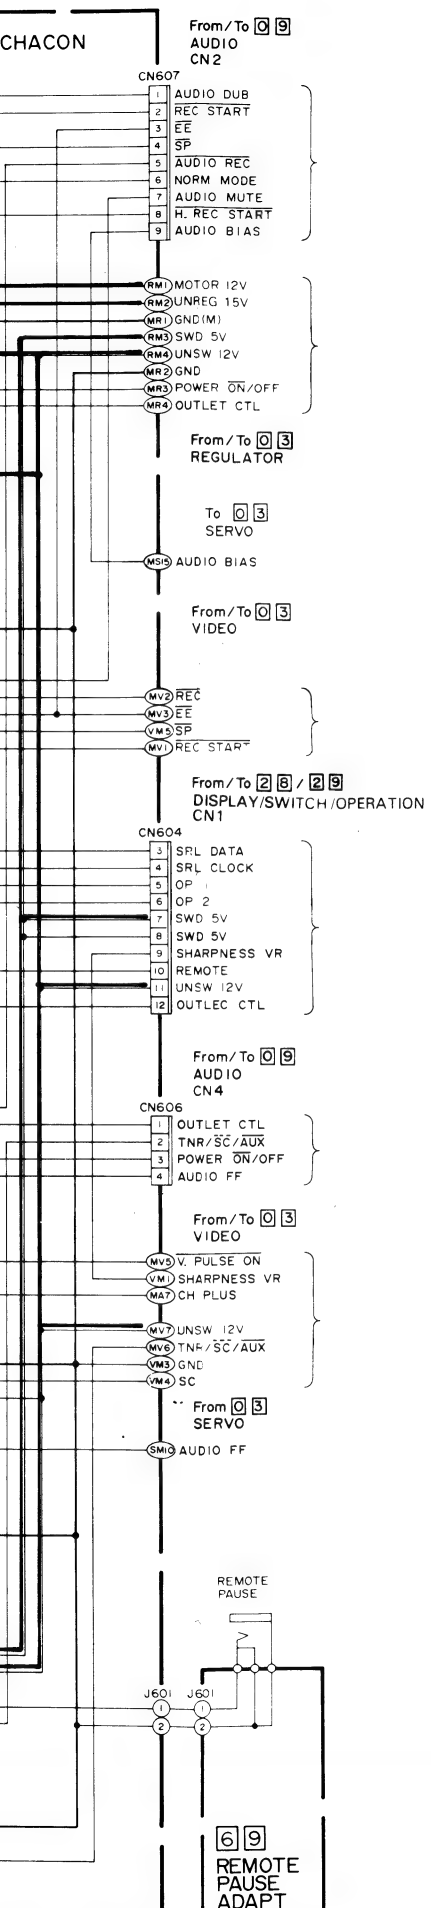 CHACON
From/To 0 9
AUDIO
CN2
CN607
1 AUDIO DUB
2 REC START
3 EE
4 SP
5 AUDIO REC
6 NORM MODE
7 AUDIO MUTE
8 H. REC START
9 AUDIO BIAS
RM1 MOTOR 12V
RM2 UNREG 15V
MR1 GND(M)
RM3 SWD 5V
RM4 UNSW 12V
MR2 GND
MR3 POWER ON/OFF
MR4 OUTLET CTL
From/To 0 3
REGULATOR
To 0 3
SERVO
MS15 AUDIO BIAS
From/To 0 3
VIDEO
MV2 REC
MV3 EE
VM5 SP
MV1 REC START
From/To 2 8 / 2 9
DISPLAY/SWITCH/OPERATION
CN1
CN604
3 SRL DATA
4 SRL CLOCK
5 OP 1
6 OP 2
7 SWD 5V
8 SWD 5V
9 SHARPNESS VR
10 REMOTE
11 UNSW 12V
12 OUTLEC CTL
From/To 0 9
AUDIO
CN4
CN606
1 OUTLET CTL
2 TNR/SC/AUX
3 POWER ON/OFF
4 AUDIO FF
From/To 0 3
VIDEO
MV5 V. PULSE ON
VM1 SHARPNESS VR
MA7 CH PLUS
MV7 UNSW 12V
MV6 TNR/SC/AUX
VM3 GND
VM4 SC
From 0 3
SERVO
SM10 AUDIO FF
REMOTE
PAUSE
J601 J601
1 1
2 2
6 9
REMOTE
PAUSE
ADAPT